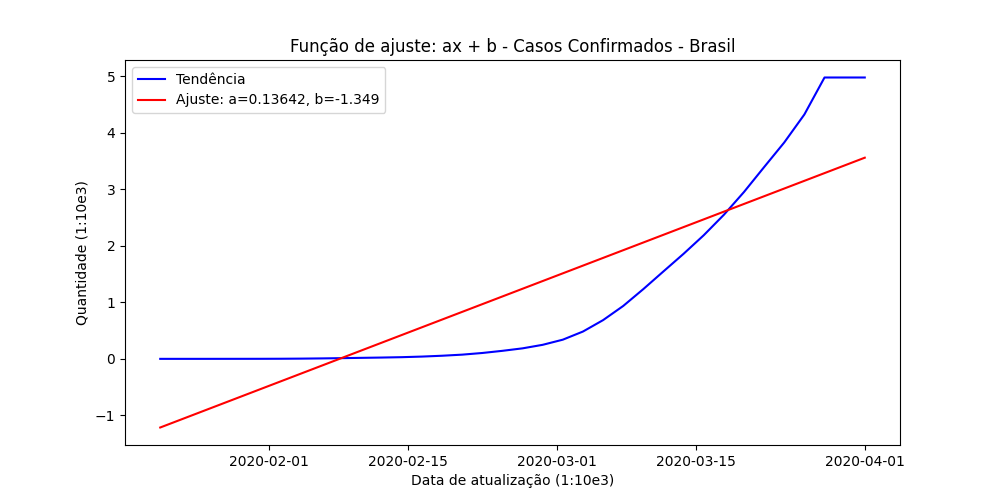 Função de ajuste: ax + b - Casos Confirmados - Brasil
Tendência
Ajuste: a=0.13642, b=-1.349
5
4
3
2
1
0
−1
Quantidade (1:10e3)
2020-02-01 2020-02-15 2020-03-01 2020-03-15 2020-04-01
Data de atualização (1:10e3)